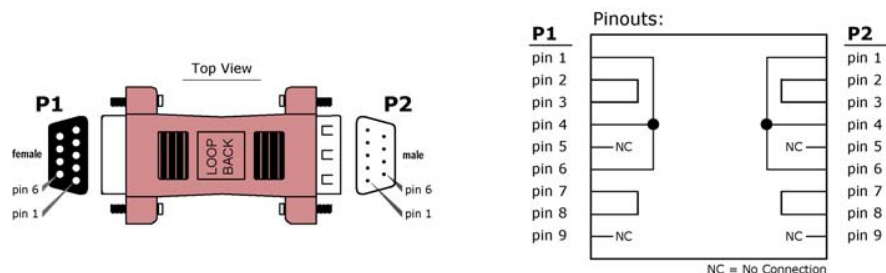 Top View
P1
P2
female
male
LOOP
BACK
pin 6
pin 1
pin 6
pin 1
Pinouts:
P1
P2
pin 1
pin 1
pin 2
pin 2
pin 3
pin 3
pin 4
pin 4
pin 5
NC
NC
pin 5
pin 6
pin 6
pin 7
pin 7
pin 8
pin 8
pin 9
NC
NC
pin 9
NC = No Connection